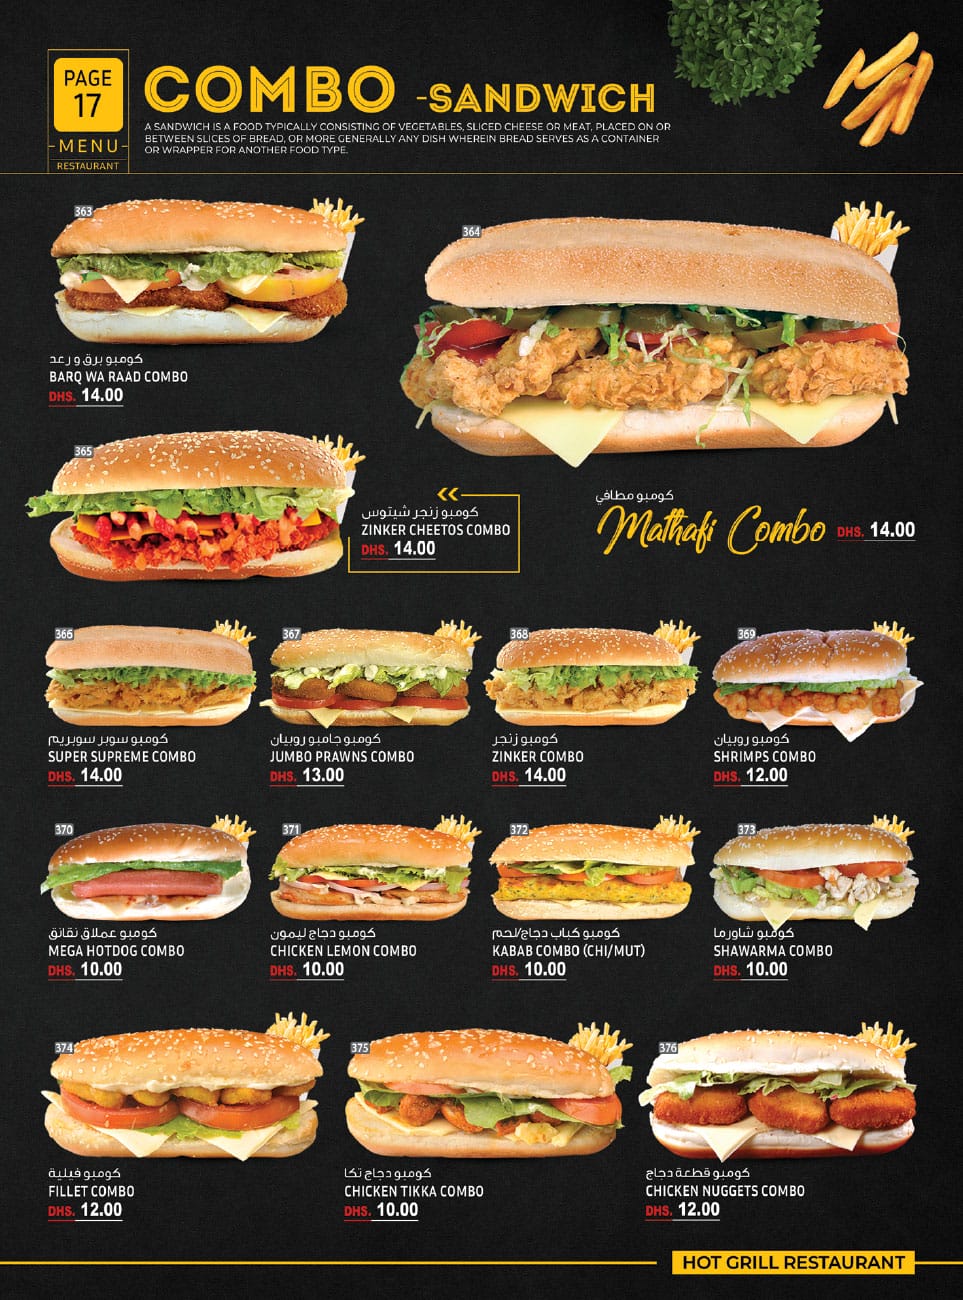 PAGE
17
-MENU-
RESTAURANT
COMBO -SANDWICH
A SANDWICH IS A FOOD TYPICALLY CONSISTING OF VEGETABLES, SLICED CHEESE OR MEAT, PLACED ON OR
BETWEEN SLICES OF BREAD, OR MORE GENERALLY ANY DISH WHEREIN BREAD SERVES AS A CONTAINER
OR WRAPPER FOR ANOTHER FOOD TYPE.
363
كومبو برق و رعد
BARQ WA RAAD COMBO
DHS. 14.00
364
كومبو مطافي
Mathafi Combo DHS. 14.00
365
كومبو زنجر شيتوس
ZINKER CHEETOS COMBO
DHS. 14.00
366
كومبو سوبر سوبريم
SUPER SUPREME COMBO
DHS. 14.00
367
كومبو جامبو روبيان
JUMBO PRAWNS COMBO
DHS. 13.00
368
كومبو زنجر
ZINKER COMBO
DHS. 14.00
369
كومبو روبيان
SHRIMPS COMBO
DHS. 12.00
370
كومبو عملاق نقانق
MEGA HOTDOG COMBO
DHS. 10.00
371
كومبو دجاج ليمون
CHICKEN LEMON COMBO
DHS. 10.00
372
كومبو كباب دجاج/لحم
KABAB COMBO (CHI/MUT)
DHS. 10.00
373
كومبو شاورما
SHAWARMA COMBO
DHS. 10.00
374
كومبو فيلية
FILLET COMBO
DHS. 12.00
375
كومبو دجاج تكا
CHICKEN TIKKA COMBO
DHS. 10.00
376
كومبو قطعة دجاج
CHICKEN NUGGETS COMBO
DHS. 12.00
HOT GRILL RESTAURANT